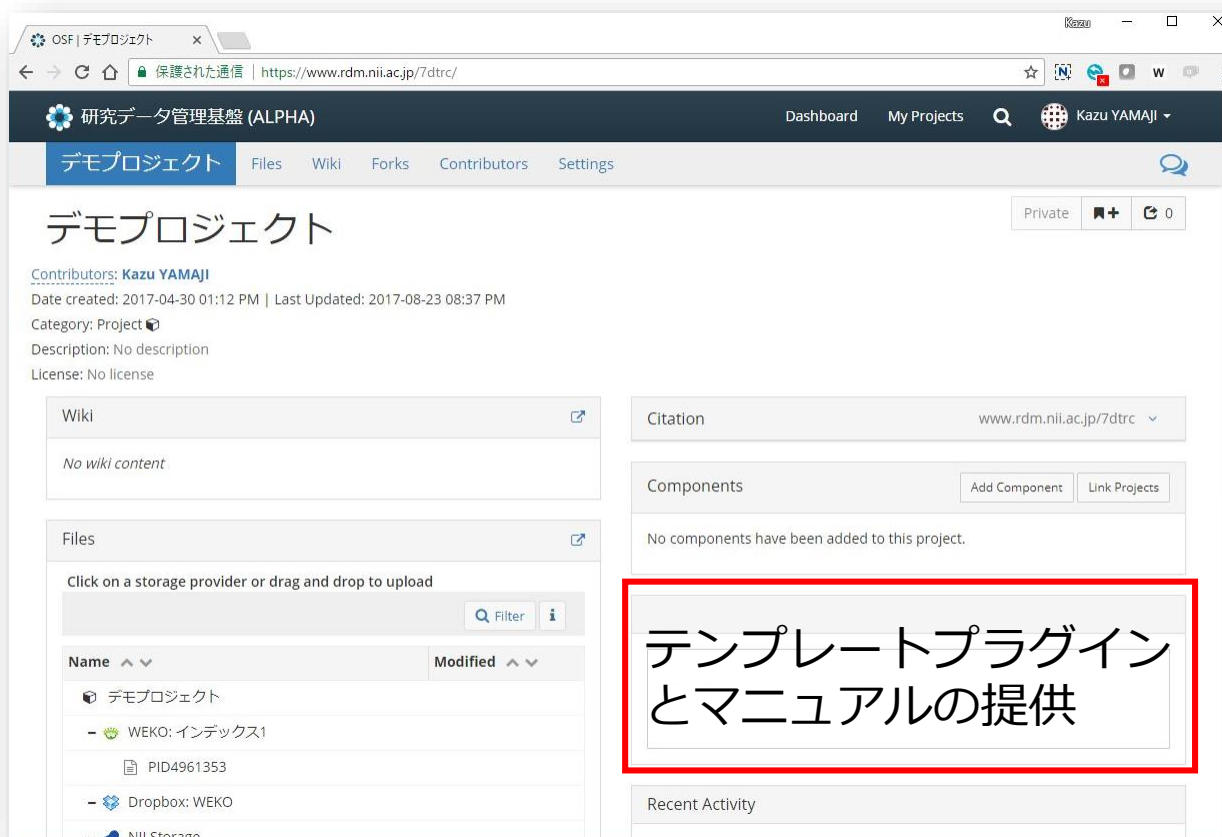 Kazu
OSF | デモプロジェクト
保護された通信 | https://www.rdm.nii.ac.jp/7dtrc/
研究データ管理基盤 (ALPHA)
Dashboard
My Projects
Kazu YAMAJI
デモプロジェクト
Files
Wiki
Forks
Contributors
Settings
デモプロジェクト
Private
0
Contributors: Kazu YAMAJI
Date created: 2017-04-30 01:12 PM | Last Updated: 2017-08-23 08:37 PM
Category: Project
Description: No description
License: No license
Wiki
No wiki content
Files
Click on a storage provider or drag and drop to upload
Filter
Name
Modified
デモプロジェクト
WEKO: インデックス1
PID4961353
Dropbox: WEKO
NII Storage
Citation
www.rdm.nii.ac.jp/7dtrc
Components
Add Component
Link Projects
No components have been added to this project.
テンプレートプラグイン
とマニュアルの提供
Recent Activity